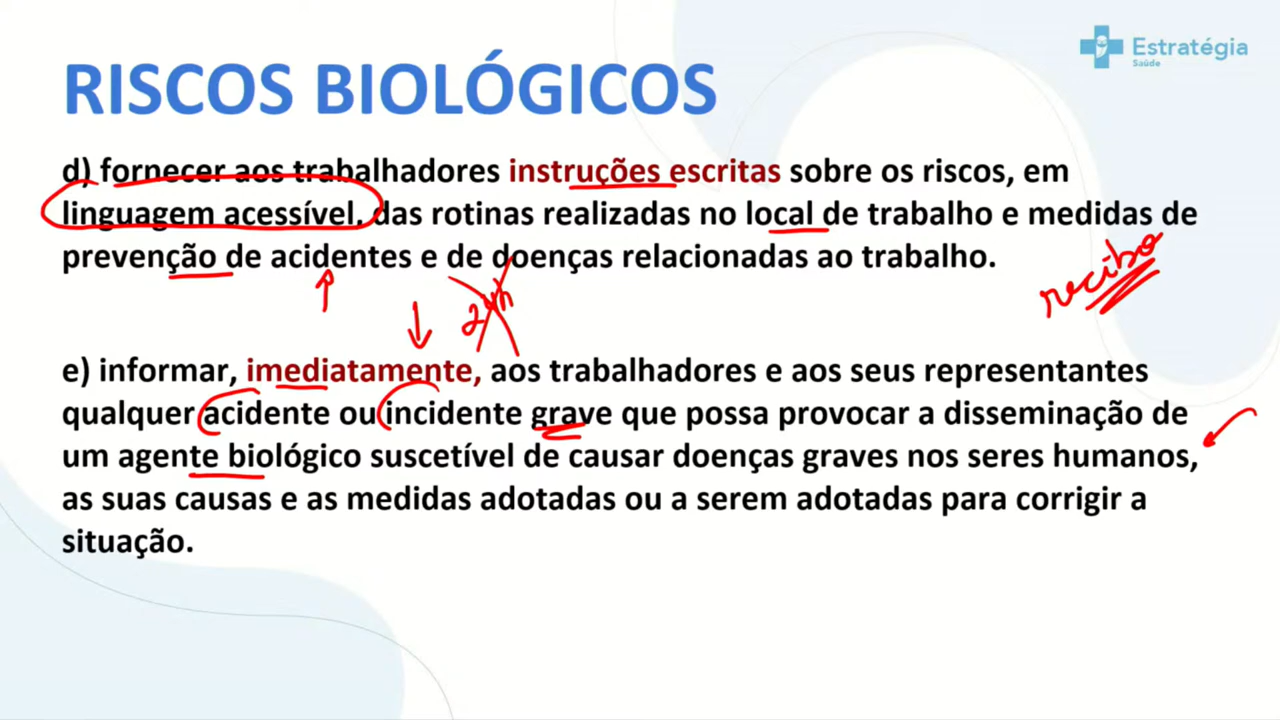 Estratégia
Saúde
RISCOS BIOLÓGICOS
d) fornecer aos trabalhadores instruções escritas sobre os riscos, em
linguagem acessível, das rotinas realizadas no local de trabalho e medidas de
prevenção de acidentes e de doenças relacionadas ao trabalho.
recibo
24h
e) informar, imediatamente, aos trabalhadores e aos seus representantes
qualquer acidente ou incidente grave que possa provocar a disseminação de
um agente biológico suscetível de causar doenças graves nos seres humanos,
as suas causas e as medidas adotadas ou a serem adotadas para corrigir a
situação.